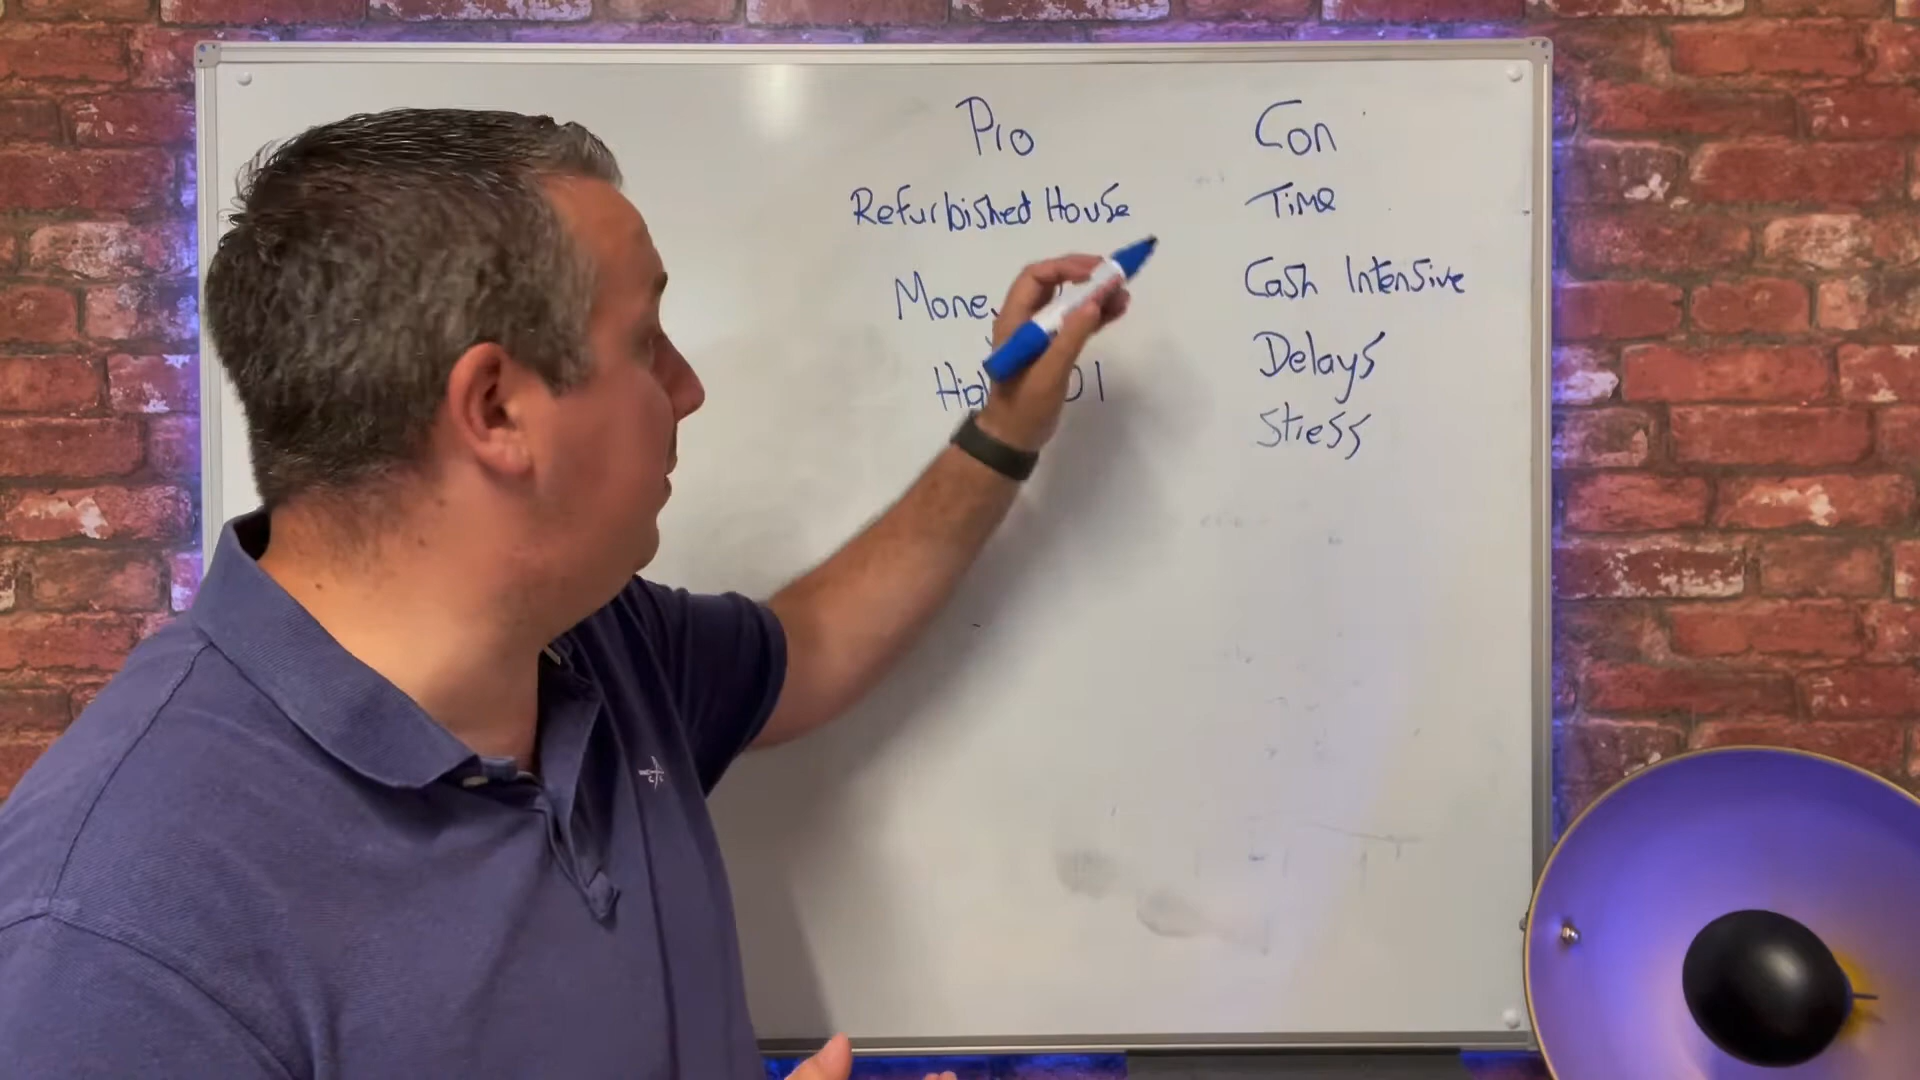 Pro
Refurbished House
Con
Time
Cash Intensive
Delays
Stress